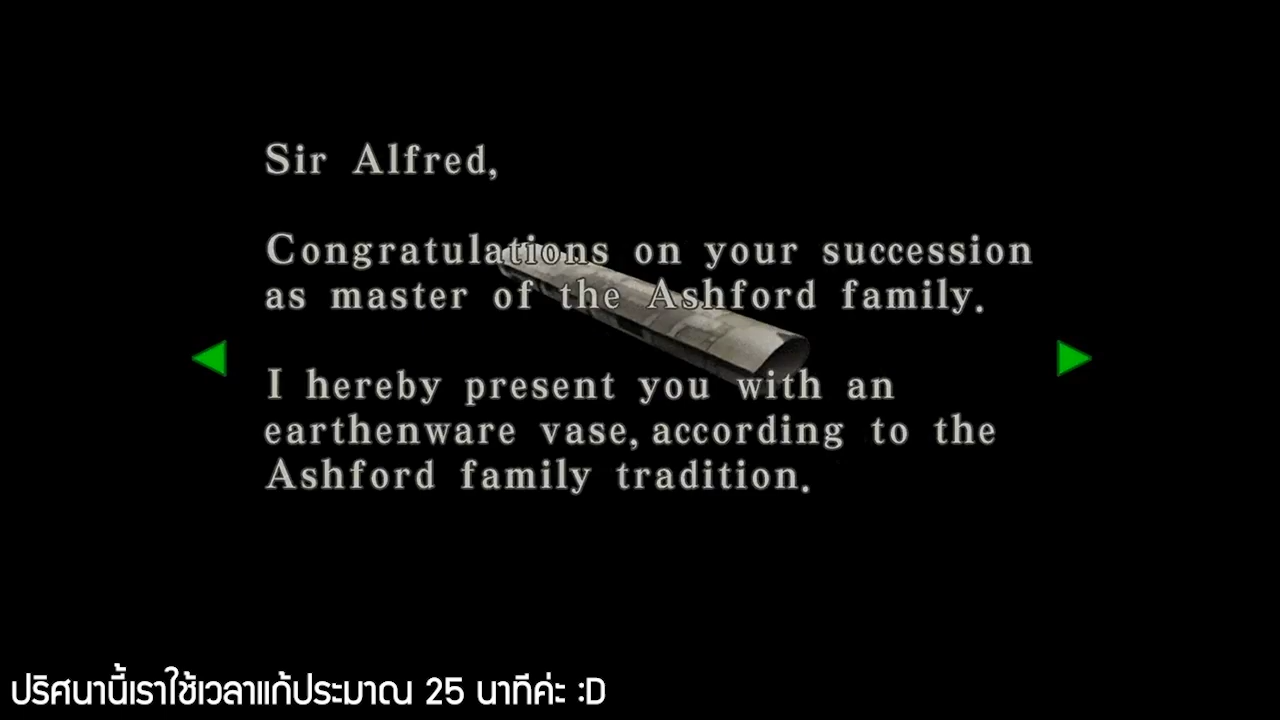 Sir Alfred,
Congratulations on your succession
as master of the Ashford family.
I hereby present you with an
earthenware vase, according to the
Ashford family tradition.
ปริศนานี้เราใช้เวลาแก้ประมาณ 25 นาทีค่ะ :D